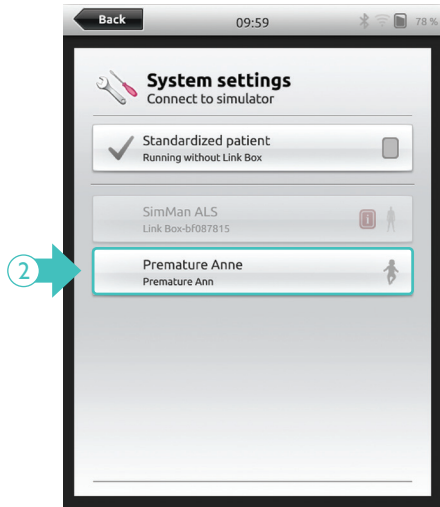 Back
09:59
78 %
System settings
Connect to simulator
Standardized patient
Running without Link Box
SimMan ALS
Link Box-bf087815
Premature Anne
Premature Ann
2